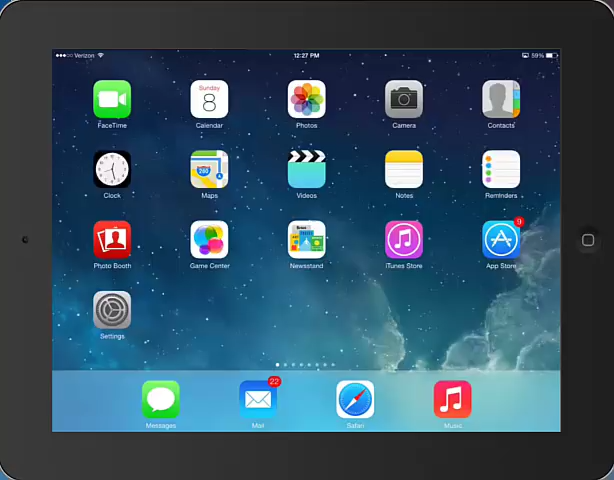 Verizon 12:27 PM 59%
Sunday
8
FaceTime Calendar Photos Camera Contacts
280
Clock Maps Videos Notes Reminders
9
Photo Booth Game Center Newsstand iTunes Store App Store
Settings
22
Messages Mail Safari Music